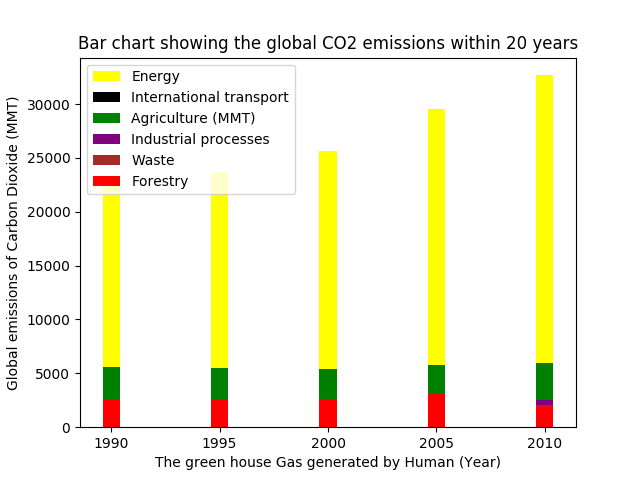 Bar chart showing the global CO2 emissions within 20 years
Energy
International transport
Agriculture (MMT)
Industrial processes
Waste
Forestry
Global emissions of Carbon Dioxide (MMT)
30000
25000
20000
15000
10000
5000
0
1990 1995 2000 2005 2010
The green house Gas generated by Human (Year)